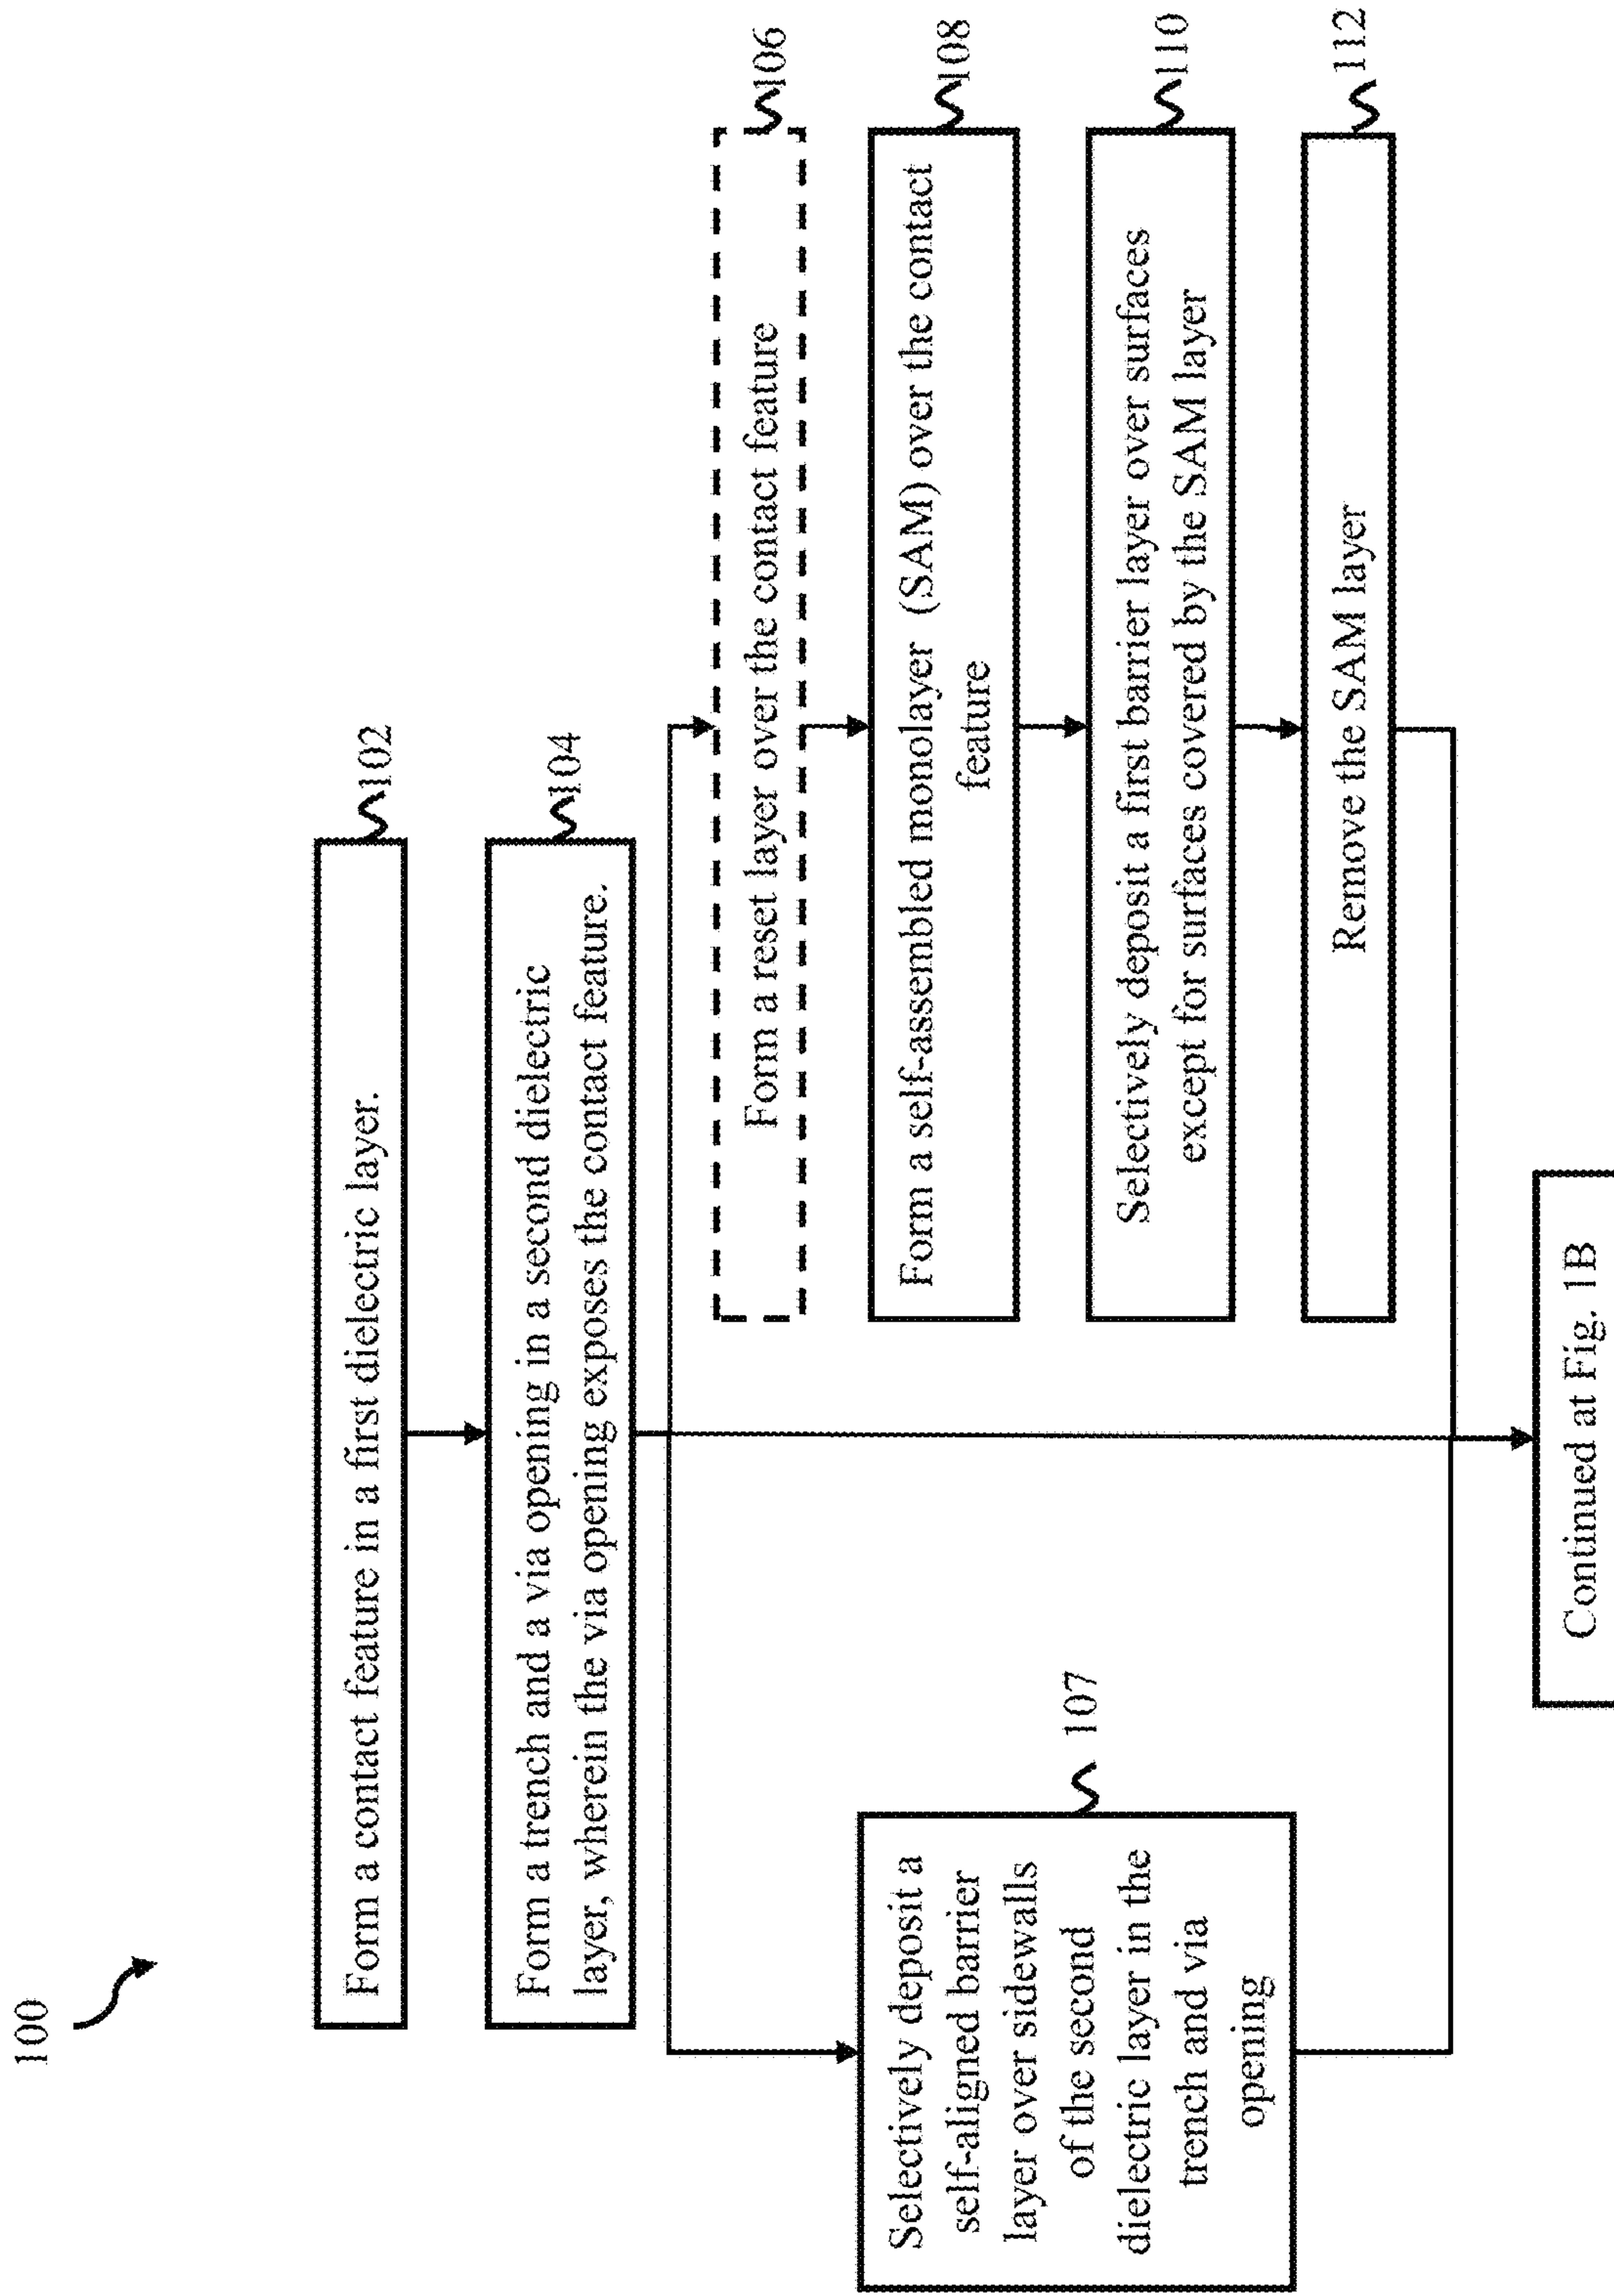 100
Form a contact feature in a first dielectric layer.
102
Form a trench and a via opening in a second dielectric
layer, wherein the via opening exposes the contact feature.
104
Form a reset layer over the contact feature
106
Selectively deposit a
self-aligned barrier
layer over sidewalls
of the second
dielectric layer in the
trench and via
opening
107
Form a self-assembled monolayer (SAM) over the contact
feature
108
Selectively deposit a first barrier layer over surfaces
except for surfaces covered by the SAM layer
110
Remove the SAM layer
112
Continued at Fig. 1B